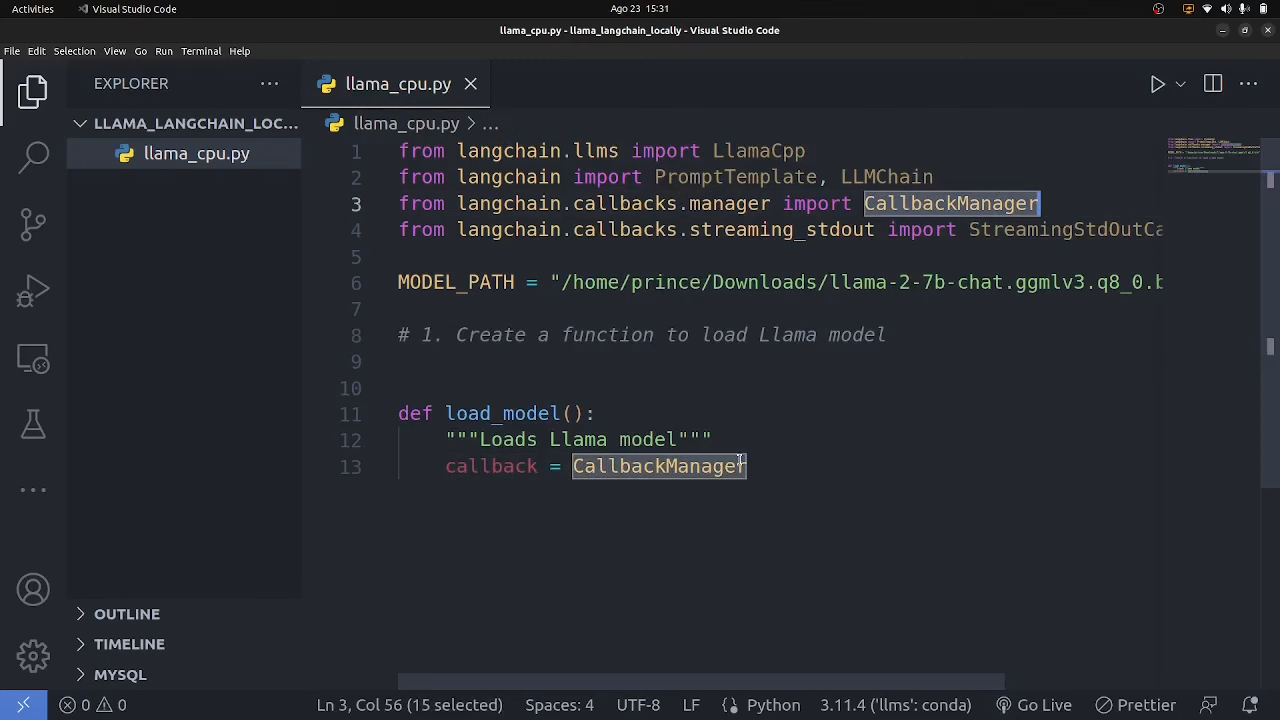 Activities
Visual Studio Code
Ago 23 15:31
llama_cpu.py - llama_langchain_locally - Visual Studio Code
File Edit Selection View Go Run Terminal Help
EXPLORER
LLAMA_LANGCHAIN_LOC...
llama_cpu.py
OUTLINE
TIMELINE
MYSQL
llama_cpu.py
llama_cpu.py > ...
1 from langchain.llms import LlamaCpp
2 from langchain import PromptTemplate, LLMChain
3 from langchain.callbacks.manager import CallbackManager
4 from langchain.callbacks.streaming_stdout import StreamingStdOutCa
5
6 MODEL_PATH = "/home/prince/Downloads/llama-2-7b-chat.ggmlv3.q8_0.b
7
8 # 1. Create a function to load Llama model
9
10
11 def load_model():
12 """Loads Llama model"""
13 callback = CallbackManager
0 0 Ln 3, Col 56 (15 selected) Spaces: 4 UTF-8 LF Python 3.11.4 ('llms': conda) Go Live Prettier